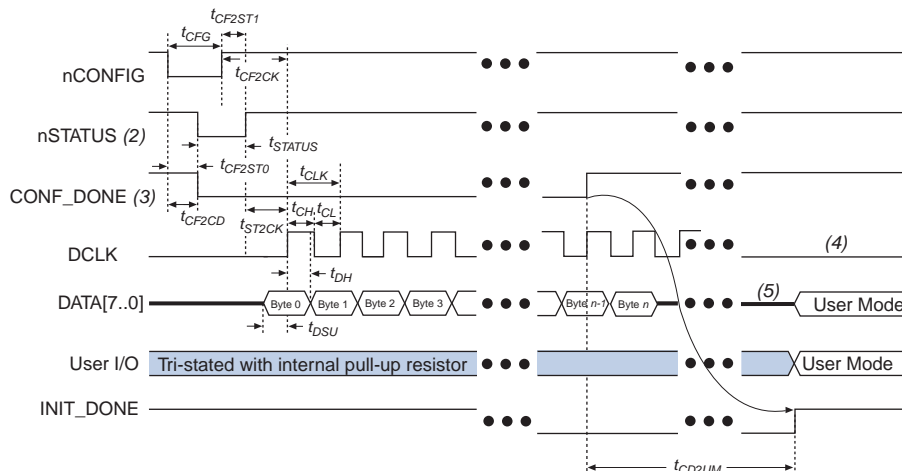 tCF2ST1
tCFG
nCONFIG
tCF2CK
nSTATUS (2)
tSTATUS
tCF2ST0
tCLK
CONF_DONE (3)
tCF2CD
tST2CK
tCH tCL
DCLK
(4)
tDH
DATA[7..0]
Byte 0 Byte 1 Byte 2 Byte 3
Byte n-1 Byte n
(5)
User Mode
tDSU
User I/O
Tri-stated with internal pull-up resistor
User Mode
INIT_DONE
tCD2UM